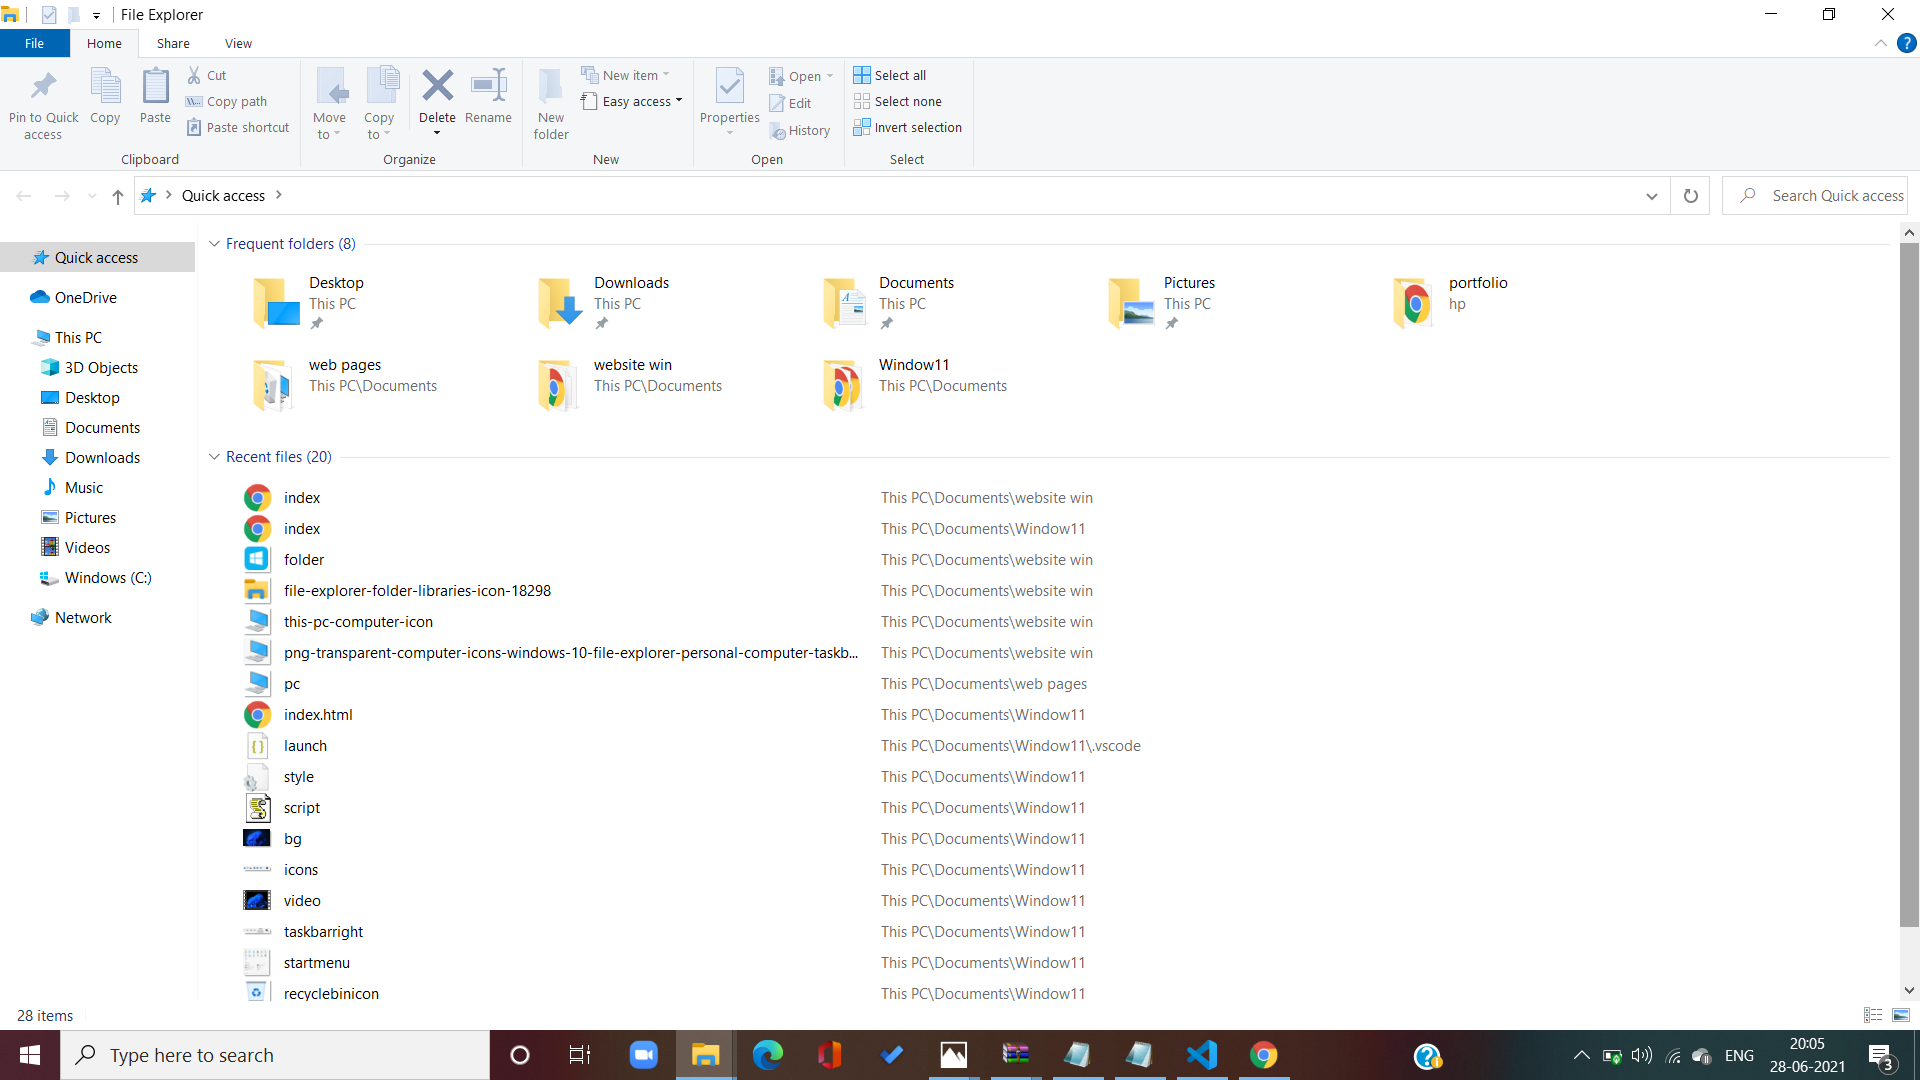 File Explorer
File Home Share View
Pin to Quick access
Copy
Paste
Cut
Copy path
Paste shortcut
Clipboard
Move to
Copy to
Delete
Rename
Organize
New folder
New item
Easy access
New
Properties
Open
Edit
History
Open
Select all
Select none
Invert selection
Select
Quick access
Search Quick access
Quick access
OneDrive
This PC
3D Objects
Desktop
Documents
Downloads
Music
Pictures
Videos
Windows (C:)
Network
Frequent folders (8)
Desktop
This PC
Downloads
This PC
Documents
This PC
Pictures
This PC
portfolio
hp
web pages
This PC\Documents
website win
This PC\Documents
Window11
This PC\Documents
Recent files (20)
index This PC\Documents\website win
index This PC\Documents\Window11
folder This PC\Documents\website win
file-explorer-folder-libraries-icon-18298 This PC\Documents\website win
this-pc-computer-icon This PC\Documents\website win
png-transparent-computer-icons-windows-10-file-explorer-personal-computer-taskb... This PC\Documents\website win
pc This PC\Documents\web pages
index.html This PC\Documents\Window11
launch This PC\Documents\Window11\.vscode
style This PC\Documents\Window11
script This PC\Documents\Window11
bg This PC\Documents\Window11
icons This PC\Documents\Window11
video This PC\Documents\Window11
taskbarright This PC\Documents\Window11
startmenu This PC\Documents\Window11
recyclebinicon This PC\Documents\Window11
28 items
Type here to search
ENG
20:05
28-06-2021
3